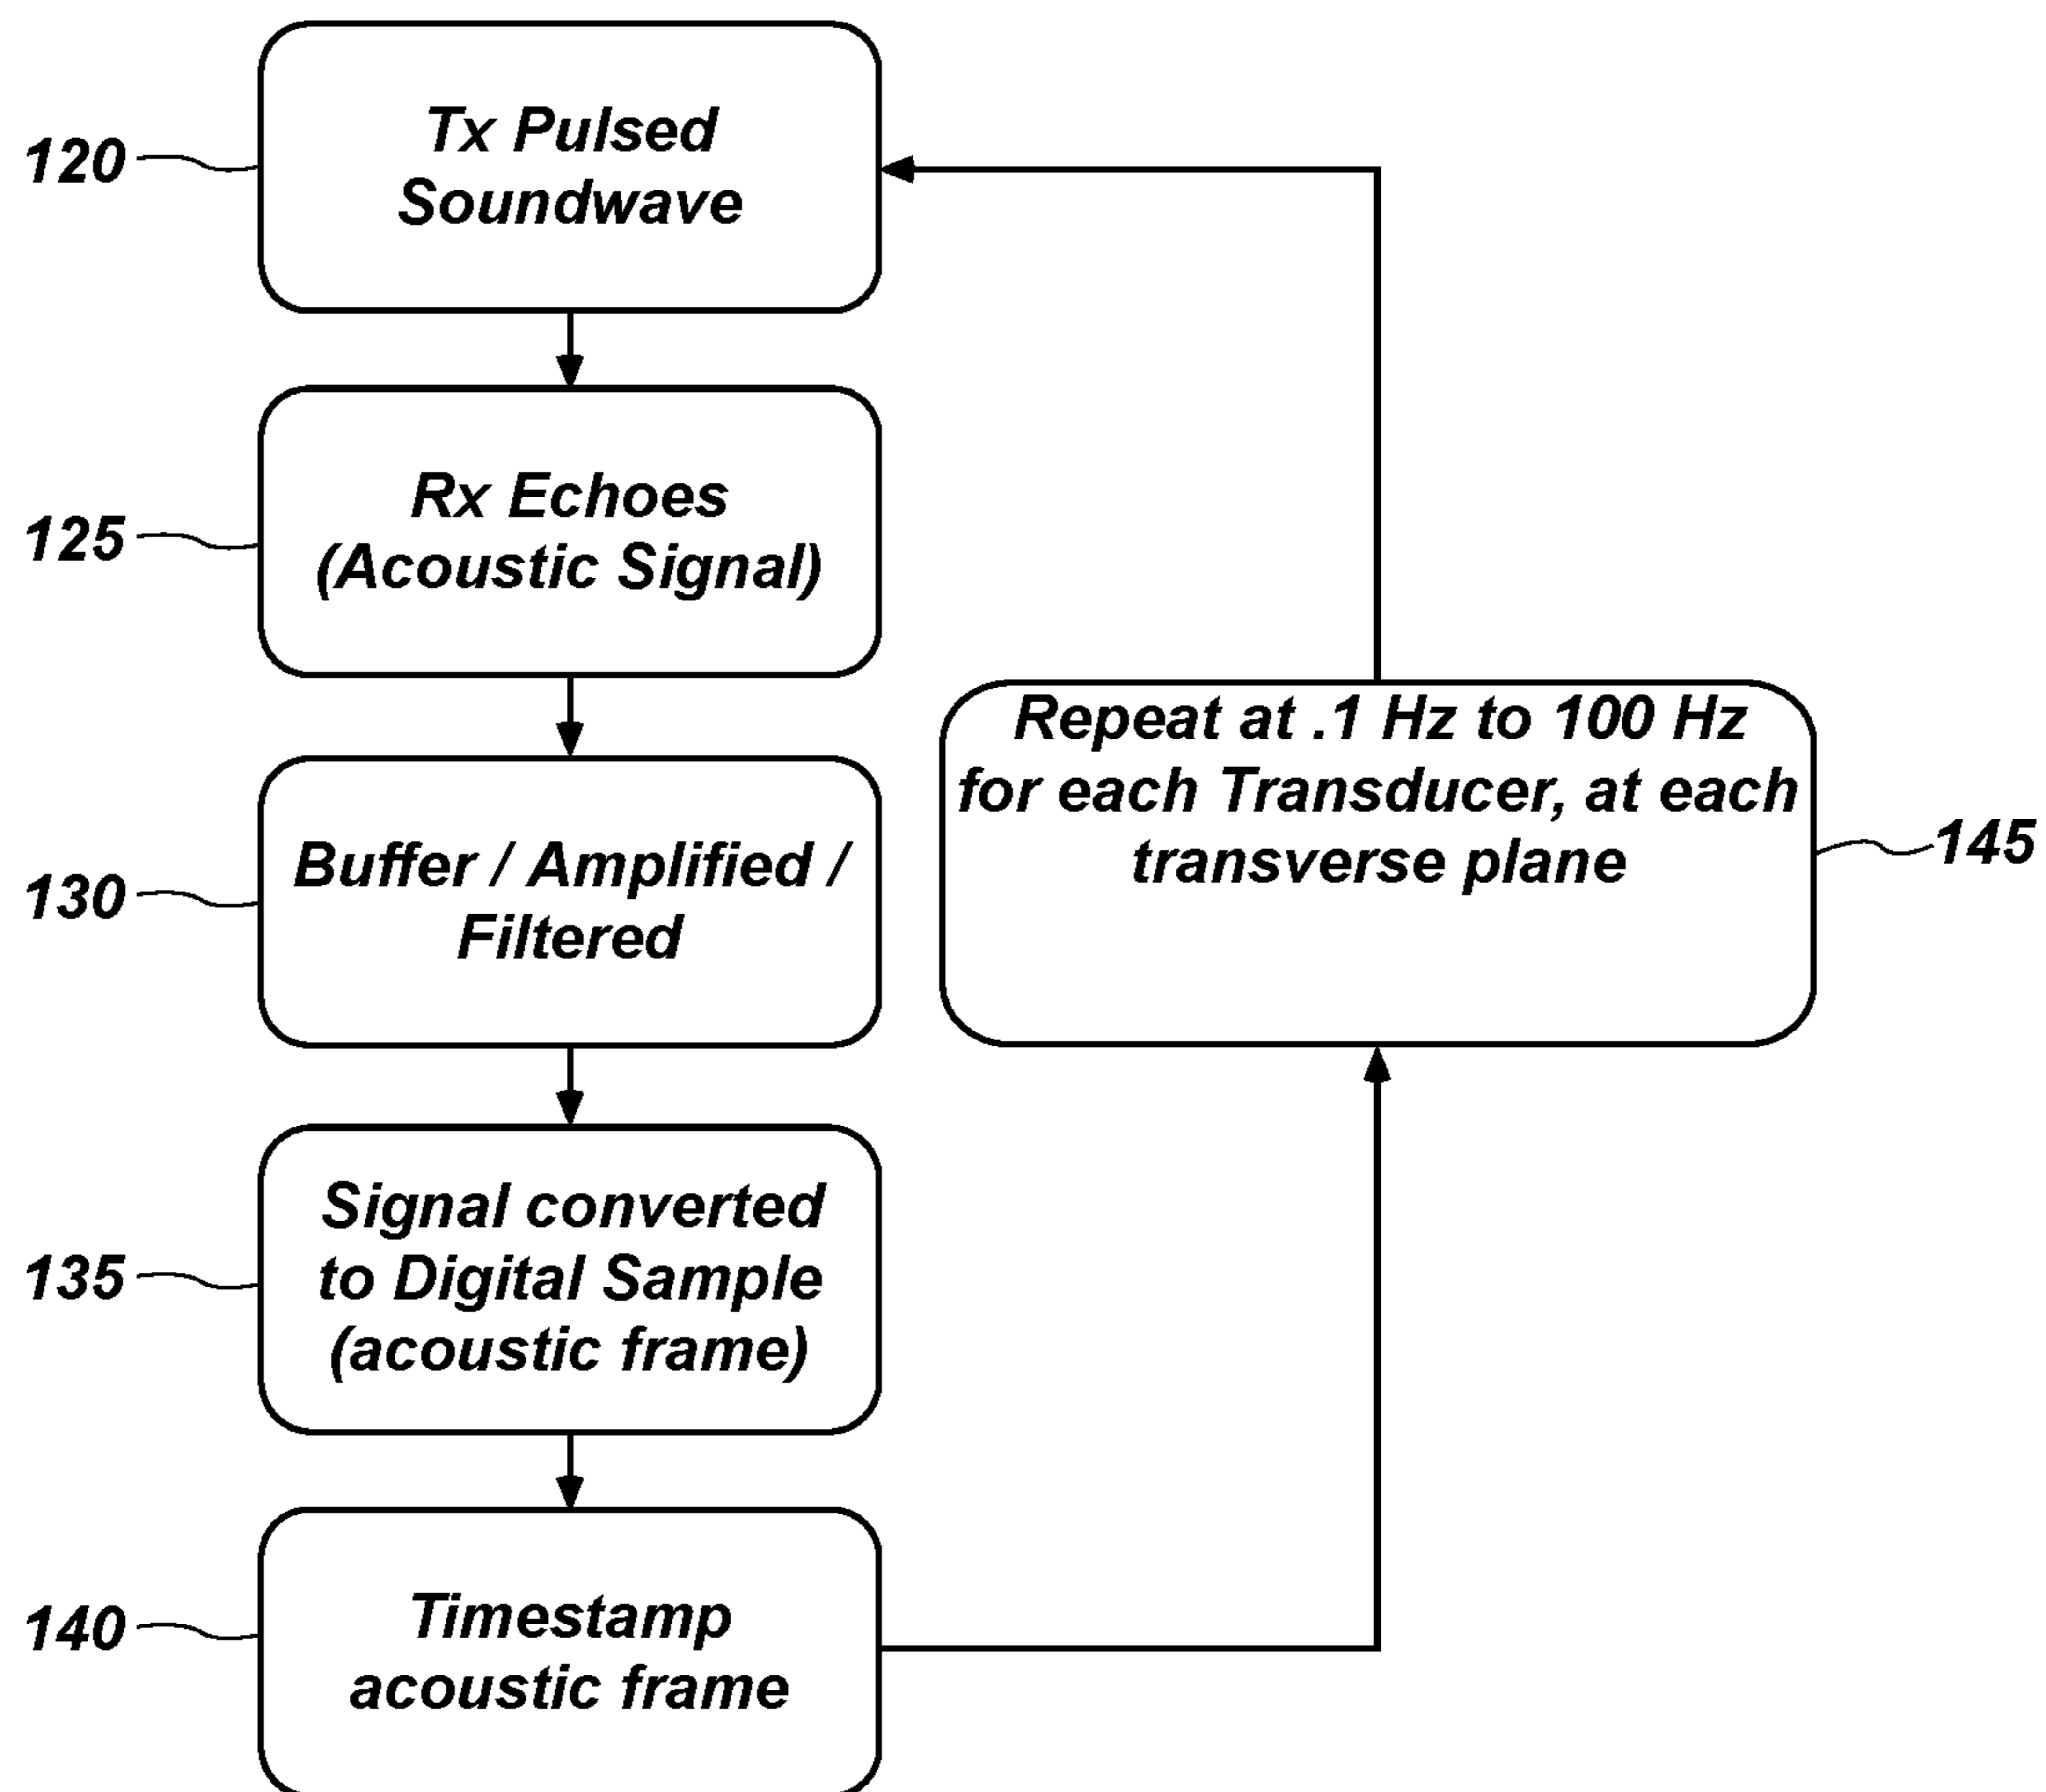 120
Tx Pulsed
Soundwave
125
Rx Echoes
(Acoustic Signal)
130
Buffer / Amplified /
Filtered
135
Signal converted
to Digital Sample
(acoustic frame)
140
Timestamp
acoustic frame
Repeat at .1 Hz to 100 Hz
for each Transducer, at each
transverse plane
145